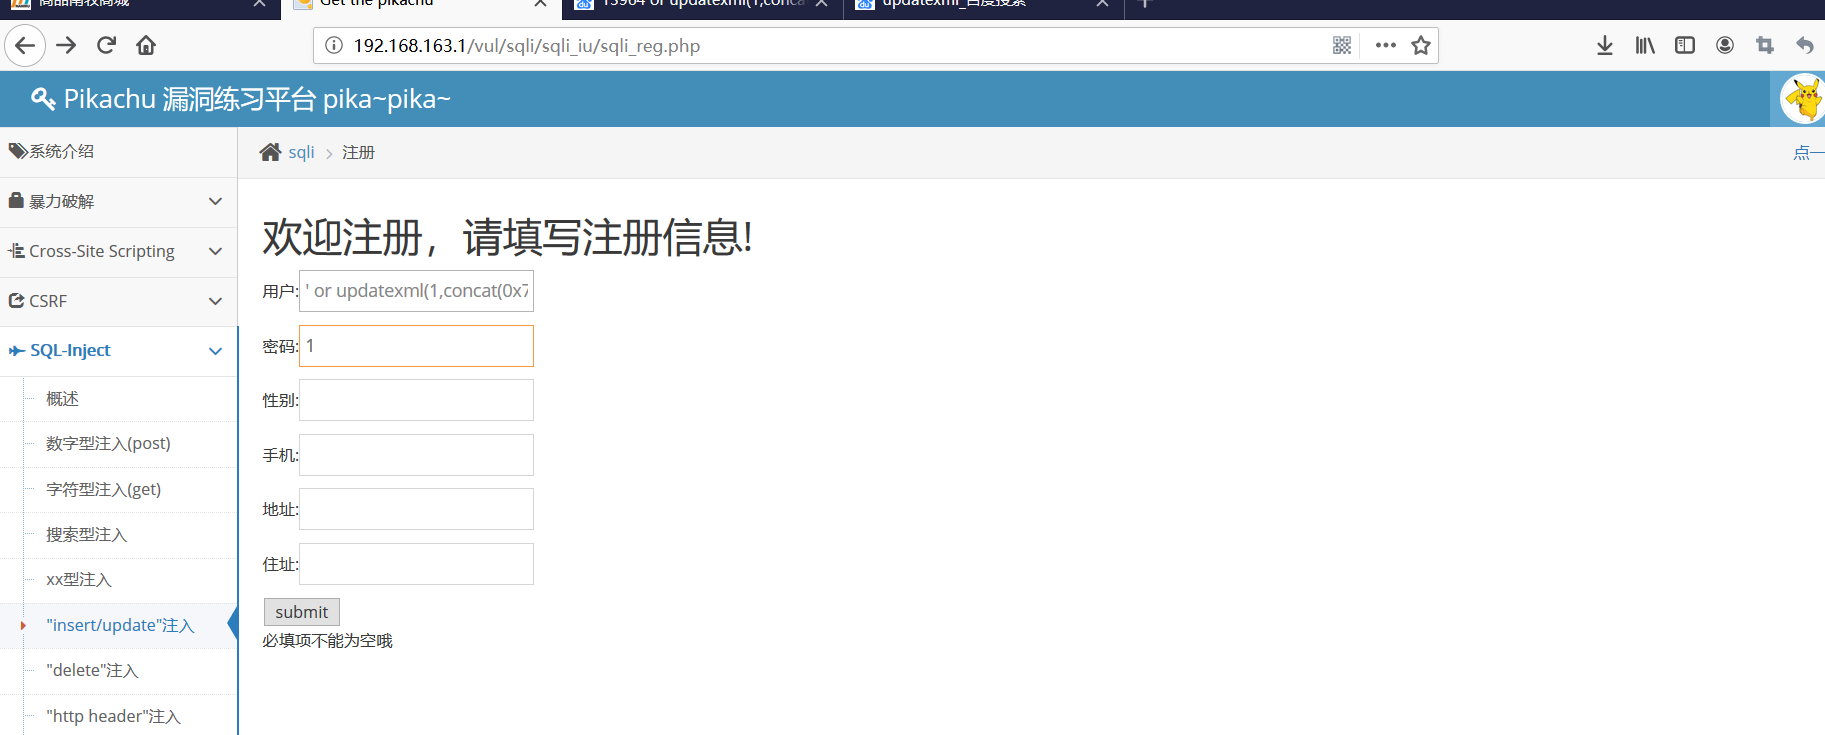 商品南牧商城
Get the pikachu
13964 or updatexml(1,conca
updatexml_百度搜索
192.168.163.1/vul/sqli/sqli_iu/sqli_reg.php
Pikachu 漏洞练习平台 pika~pika~
系统介绍
sqli > 注册
点一
暴力破解
Cross-Site Scripting
CSRF
SQL-Inject
概述
数字型注入(post)
字符型注入(get)
搜索型注入
xx型注入
"insert/update"注入
"delete"注入
"http header"注入
欢迎注册，请填写注册信息!
用户: ' or updatexml(1,concat(0x7
密码: 1
性别:
手机:
地址:
住址:
submit
必填项不能为空哦